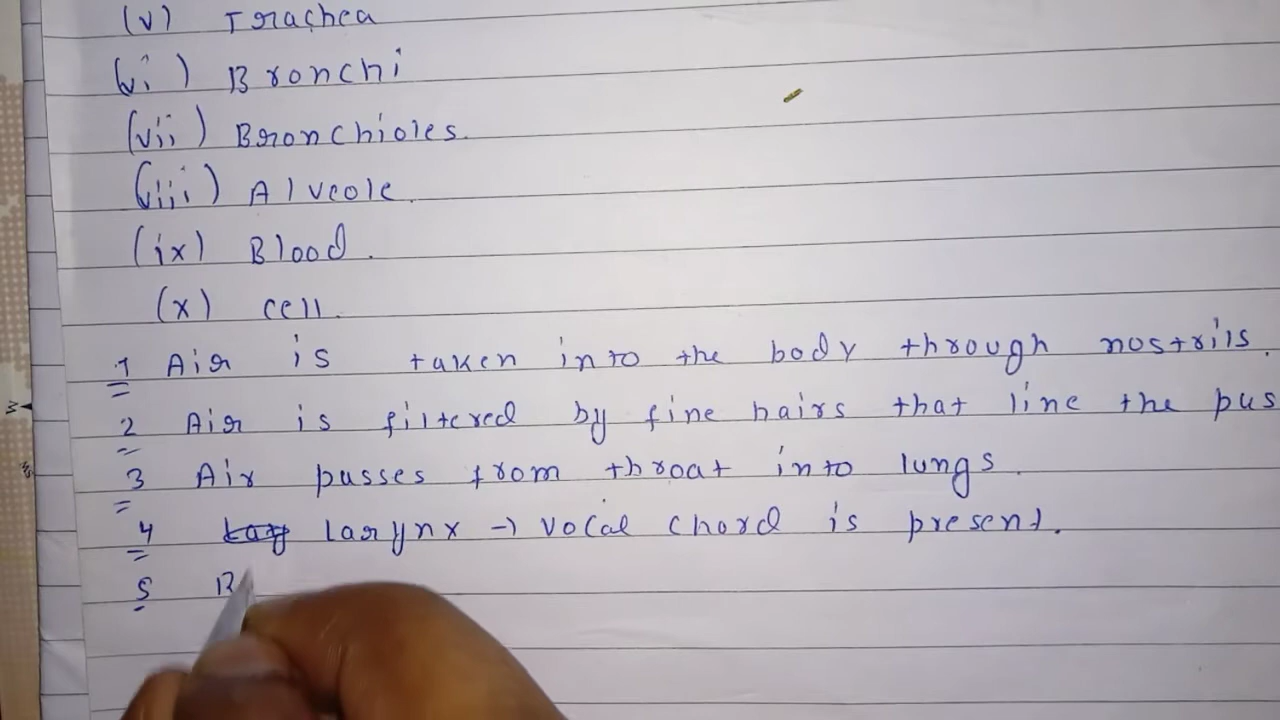 (v) Trachea
(vi) Bronchi
(vii) Bronchioles.
(viii) Alveole.
(ix) Blood.
(x) cell.
1 Air is taken into the body through nostrils.
2 Air is filtered by fine hairs that line the pas
3 Air passes from throat into lungs.
4 lary larynx → vocal chord is present.
5 B